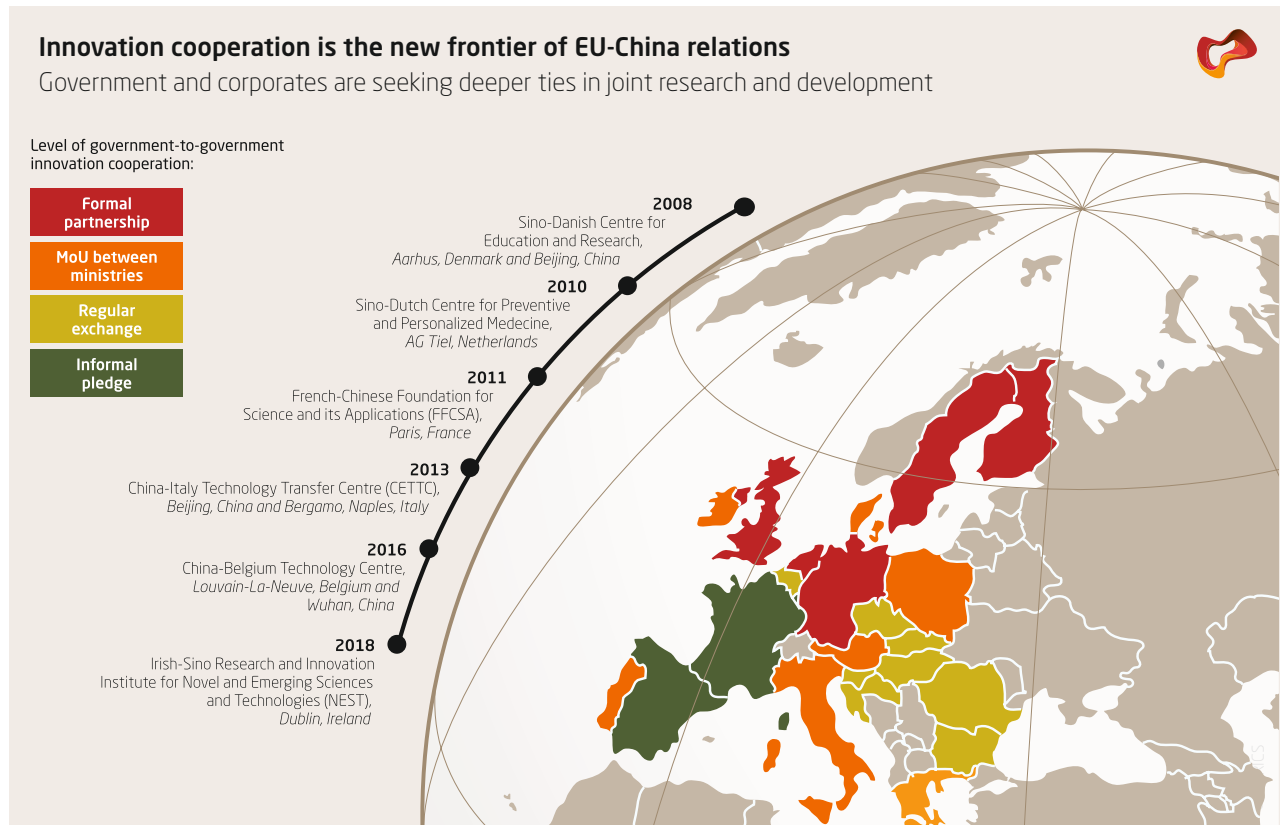 Innovation cooperation is the new frontier of EU-China relations
Government and corporates are seeking deeper ties in joint research and development
Level of government-to-government
innovation cooperation:
Formal
partnership
MoU between
ministries
Regular
exchange
Informal
pledge
2008
Sino-Danish Centre for
Education and Research,
Aarhus, Denmark and Beijing, China
2010
Sino-Dutch Centre for Preventive
and Personalized Medecine,
AG Tiel, Netherlands
2011
French-Chinese Foundation for
Science and its Applications (FFCSA),
Paris, France
2013
China-Italy Technology Transfer Centre (CETTC),
Beijing, China and Bergamo, Naples, Italy
2016
China-Belgium Technology Centre,
Louvain-La-Neuve, Belgium and
Wuhan, China
2018
Irish-Sino Research and Innovation
Institute for Novel and Emerging Sciences
and Technologies (NEST),
Dublin, Ireland